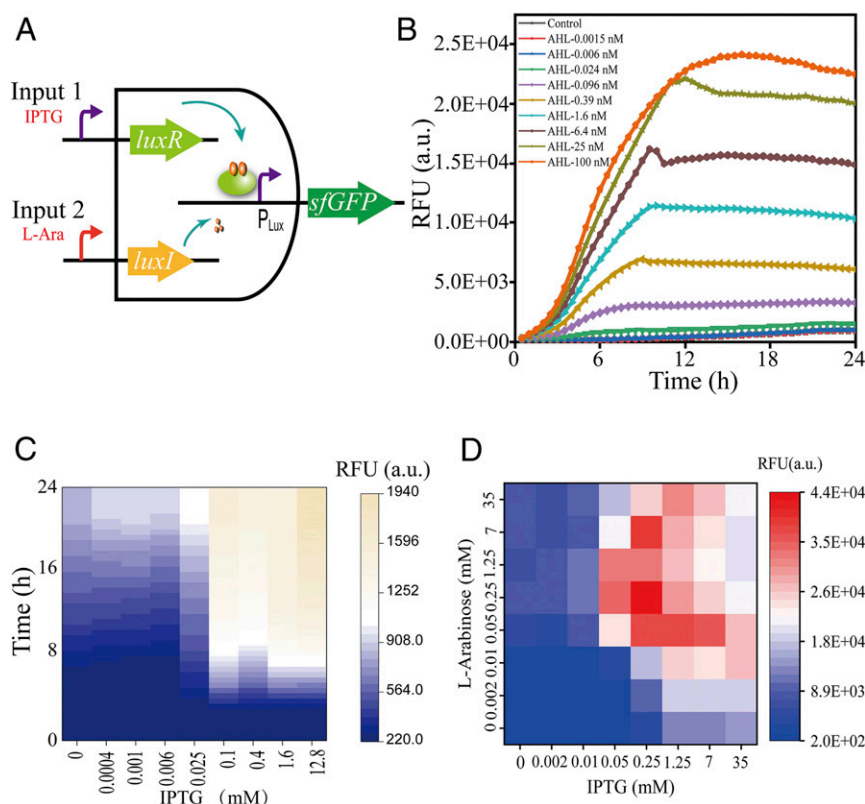 A
Input 1
IPTG
luxR
Input 2
L-Ara
luxI
PLux
sfGFP
B
RFU (a.u.)
2.5E+04
2.0E+04
1.5E+04
1.0E+04
5.0E+03
0.0E+00
Control
AHL-0.0015 nM
AHL-0.006 nM
AHL-0.024 nM
AHL-0.096 nM
AHL-0.39 nM
AHL-1.6 nM
AHL-6.4 nM
AHL-25 nM
AHL-100 nM
0 6 12 18 24
Time (h)
C
RFU (a.u.)
Time (h)
24
16
8
0
0 0.0004 0.001 0.006 0.025 0.1 0.4 1.6 12.8
IPTG (mM)
1940
1596
1252
908.0
564.0
220.0
D
RFU(a.u.)
L-Arabinose (mM)
35
7
1.25
0.25
0.05
0.01
0.002
0
0 0.002 0.01 0.05 0.25 1.25 7 35
IPTG (mM)
4.4E+04
3.5E+04
2.6E+04
1.8E+04
8.9E+03
2.0E+02